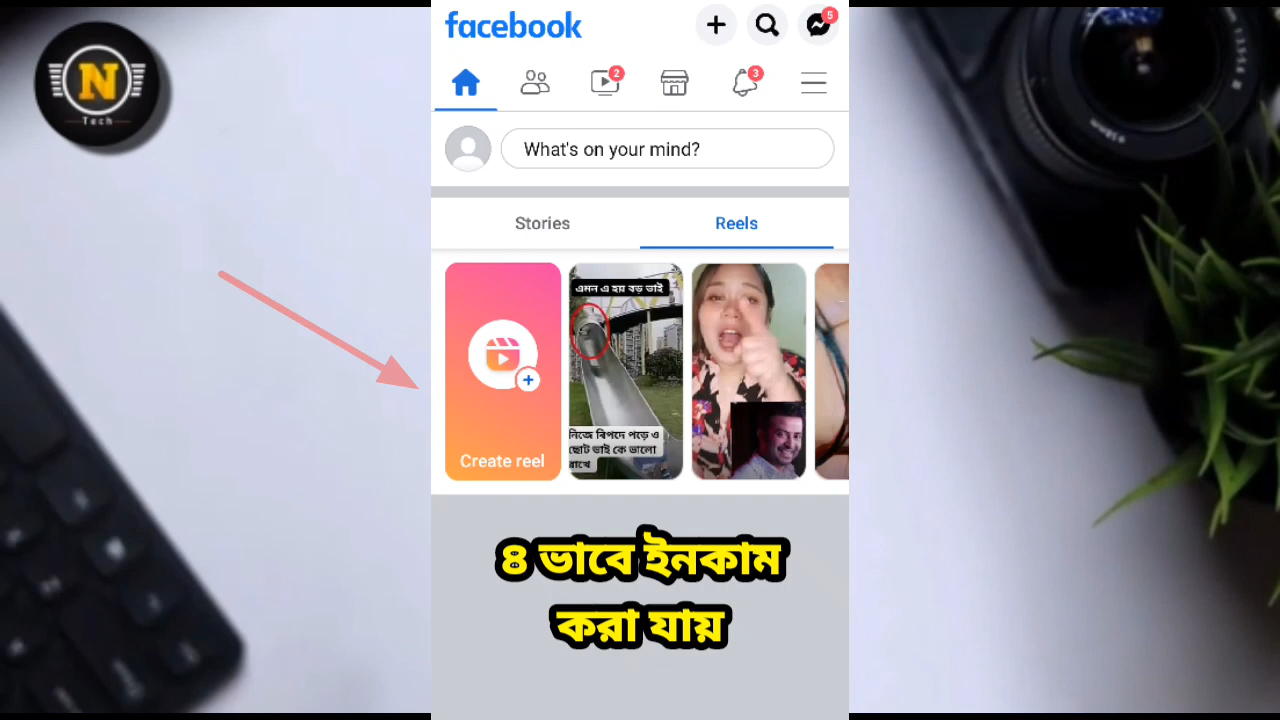 N
Tech
facebook
5
2
3
What's on your mind?
Stories
Reels
এমন এ হয় বড় ভাই
নিজে বিপদে পড়ে ও
ছোট ভাই কে ভালো
রাখে
Create reel
৪ ভাবে ইনকাম
করা যায়